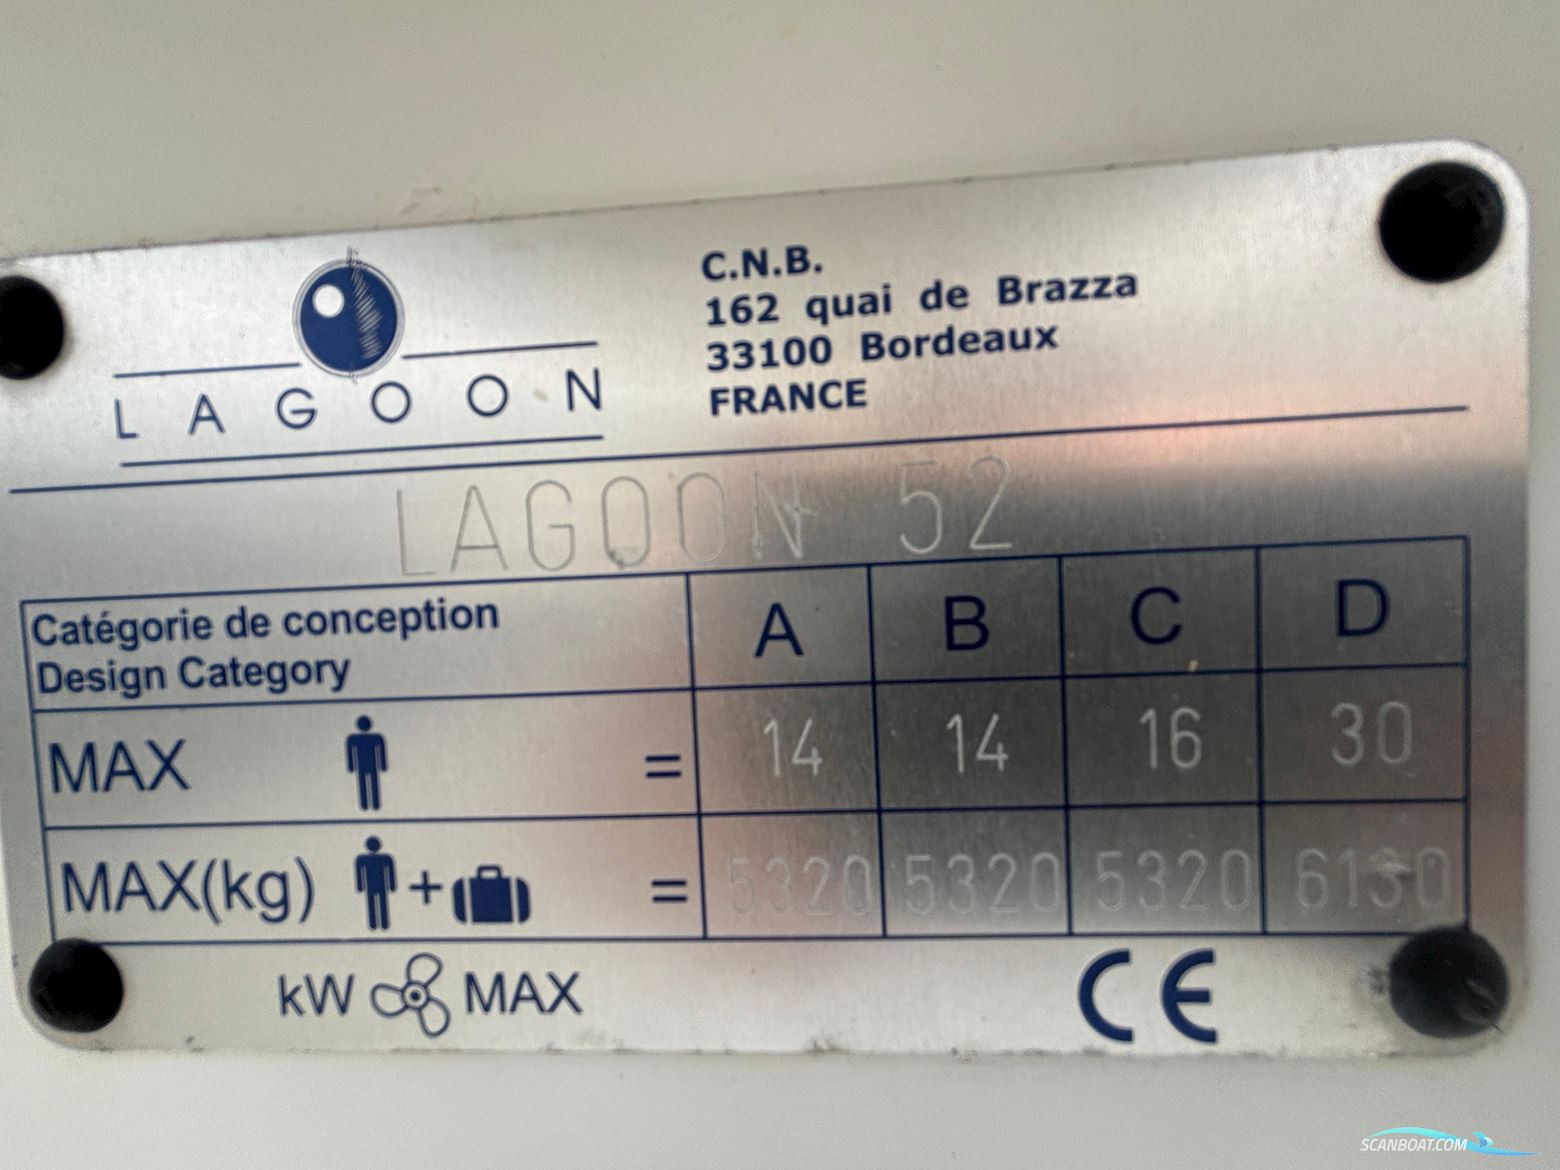 LAGOON
C.N.B.
162 quai de Brazza
33100 Bordeaux
FRANCE
LAGOON 52
Catégorie de conception
Design Category
A B C D
MAX = 14 14 16 30
MAX(kg) + = 5320 5320 5320 6130
kW MAX
CE
SCANBOAT.COM